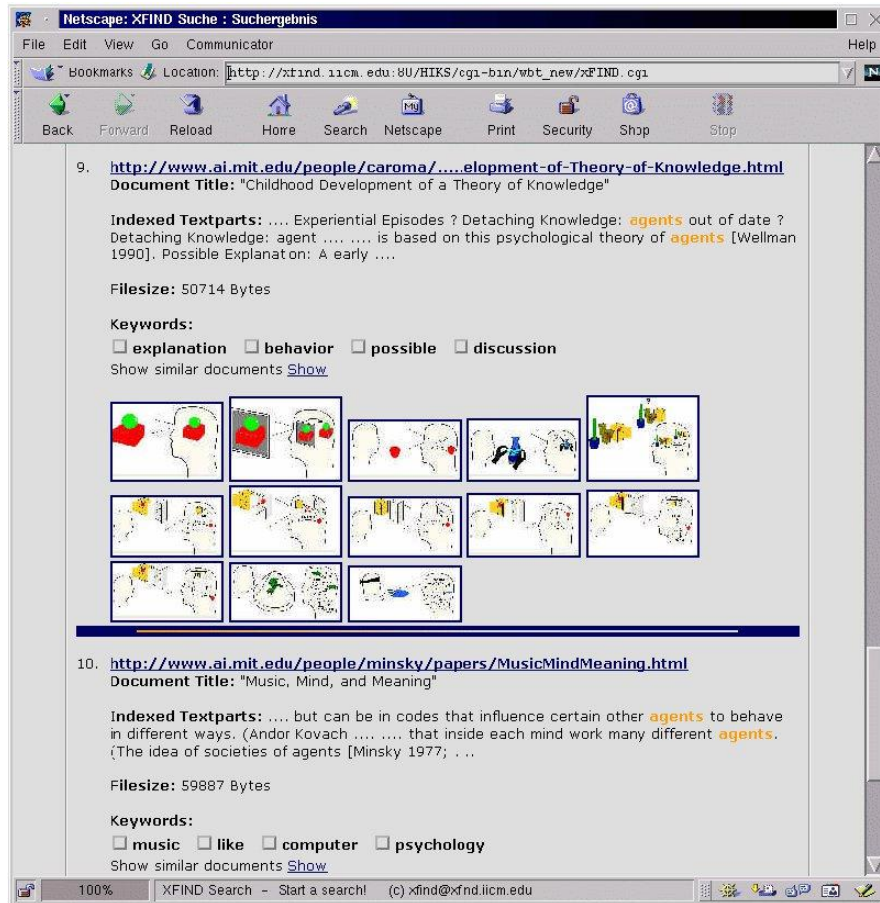 Netscape: XFIND Suche : Suchergebnis
File Edit View Go Communicator Help
Bookmarks Location: http://xfind.iicm.edu:80/HIKS/cgi-bin/wbt_new/xFIND.cgi N
My
Back Forward Reload Home Search Netscape Print Security Shop Stop
9. http://www.ai.mit.edu/people/caroma/.....elopment-of-Theory-of-Knowledge.html
Document Title: "Childhood Development of a Theory of Knowledge"
Indexed Textparts: .... Experiential Episodes ? Detaching Knowledge: agents out of date ?
Detaching Knowledge: agent .... .... is based on this psychological theory of agents [Wellman
1990]. Possible Explanation: A early ....
Filesize: 50714 Bytes
Keywords:
explanation behavior possible discussion
Show similar documents Show
10. http://www.ai.mit.edu/people/minsky/papers/MusicMindMeaning.html
Document Title: "Music, Mind, and Meaning"
Indexed Textparts: .... but can be in codes that influence certain other agents to behave
in different ways. (Andor Kovach .... .... that inside each mind work many different agents.
(The idea of societies of agents [Minsky 1977; ....
Filesize: 59887 Bytes
Keywords:
music like computer psychology
Show similar documents Show
100% XFIND Search - Start a search! (c) xfind@xfind.iicm.edu